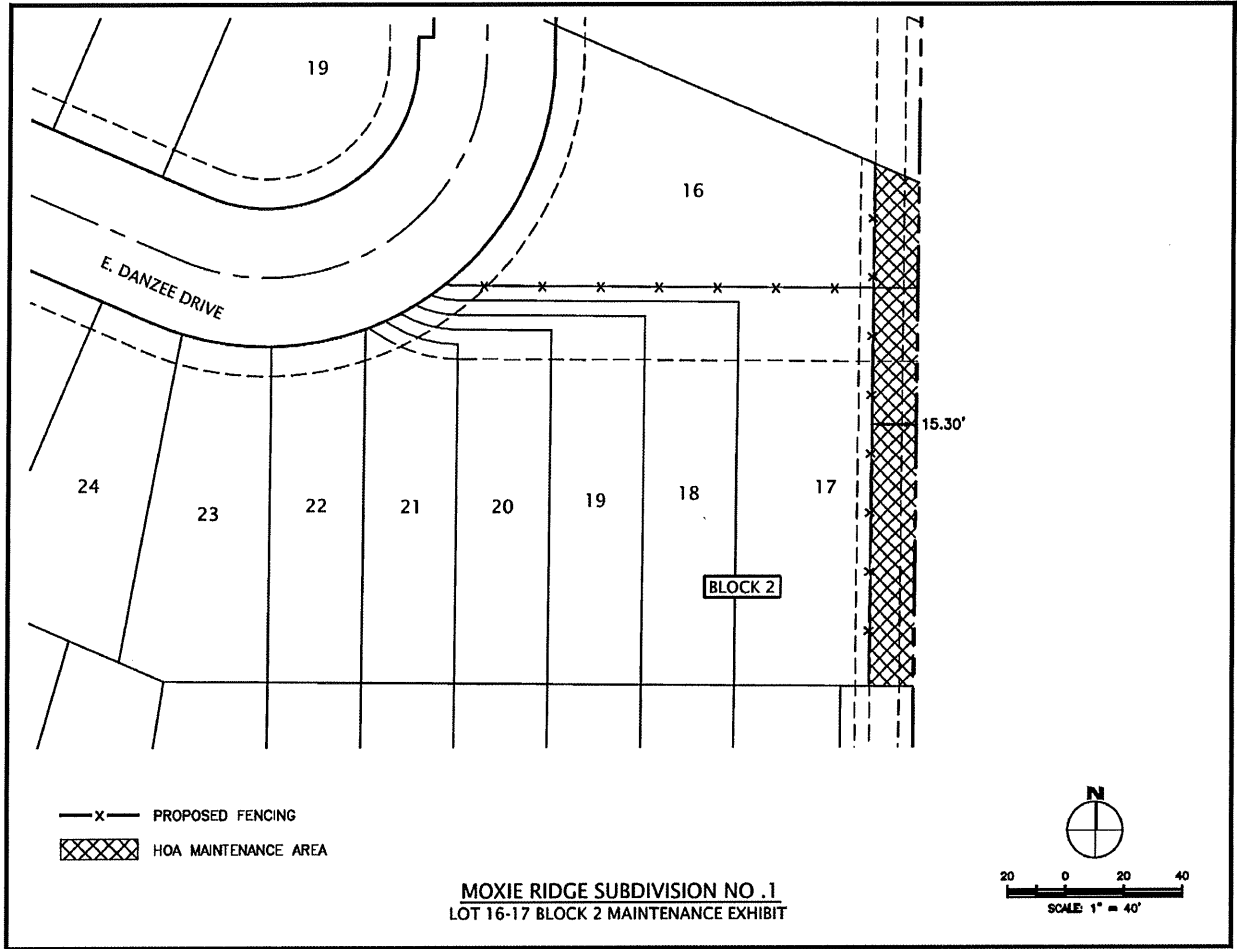 19
16
E. DANZEE DRIVE
15.30'
24
23
22
21
20
19
18
17
BLOCK 2
x PROPOSED FENCING
HOA MAINTENANCE AREA
N
20 0 20 40
SCALE: 1" = 40'
MOXIE RIDGE SUBDIVISION NO .1
LOT 16-17 BLOCK 2 MAINTENANCE EXHIBIT